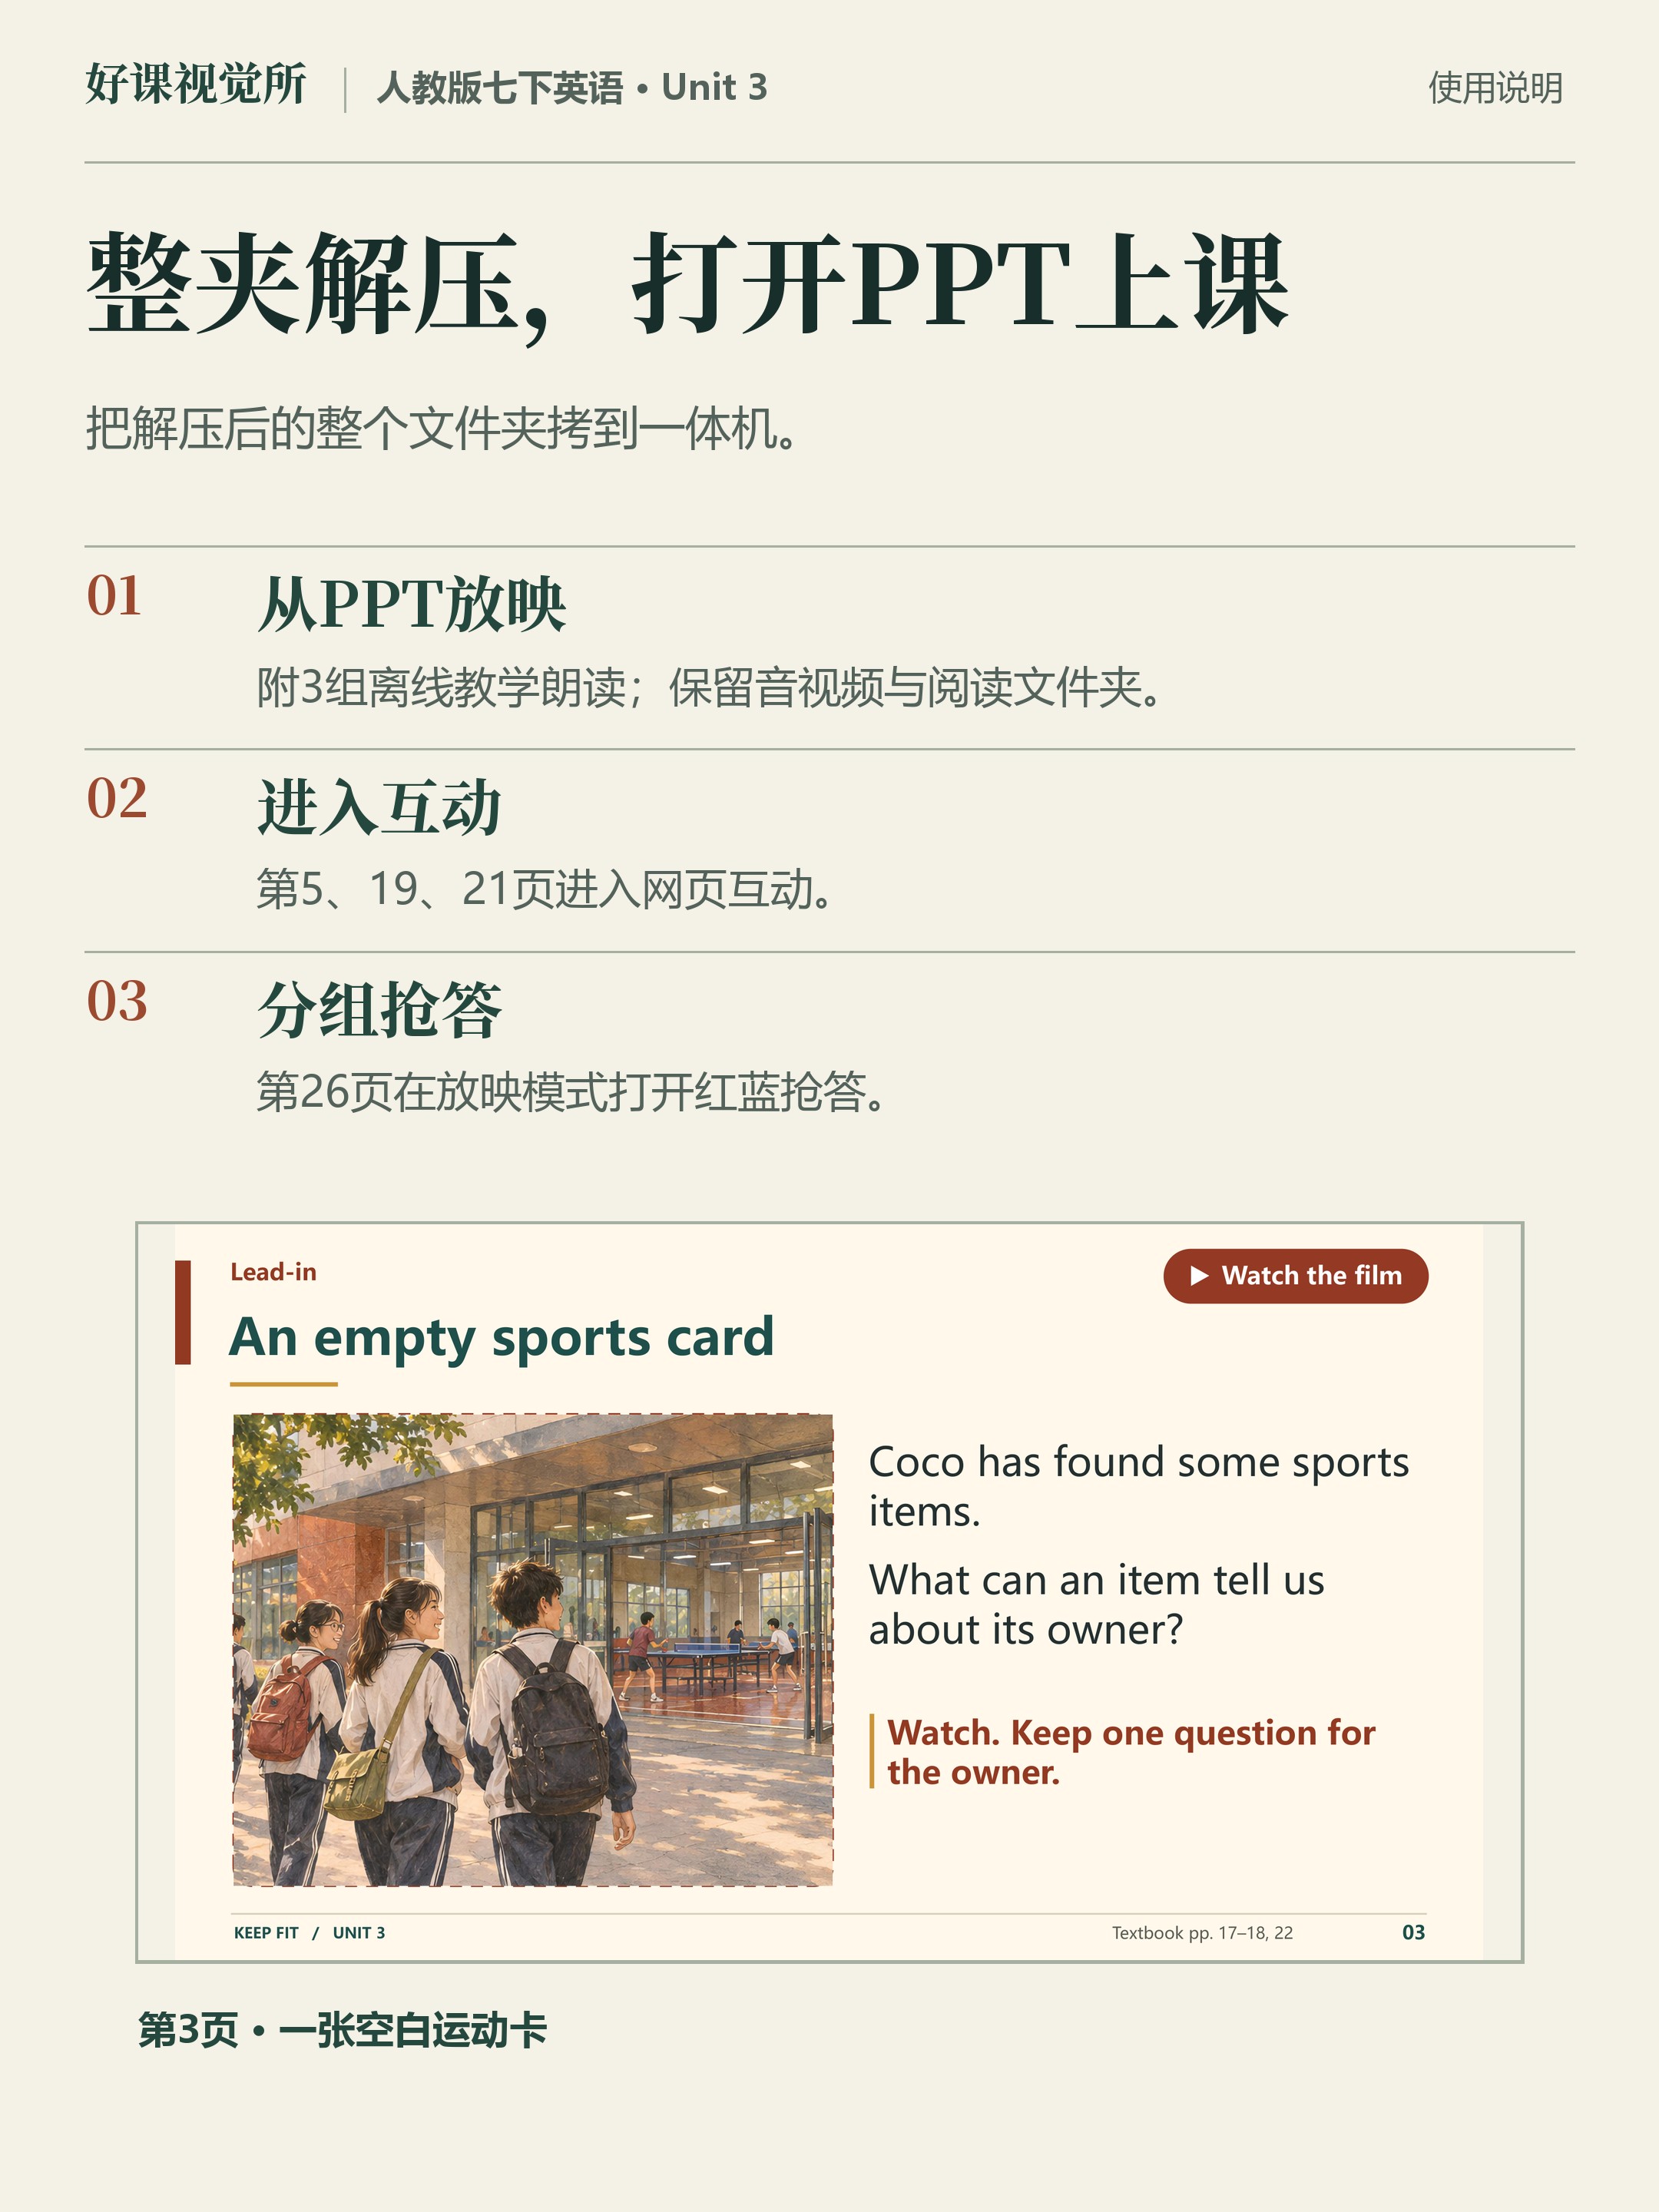 好课视觉所
人教版七下英语 • Unit 3
使用说明
整夹解压，打开PPT上课
把解压后的整个文件夹拷到一体机。
01
从PPT放映
附3组离线教学朗读；保留音视频与阅读文件夹。
02
进入互动
第5、19、21页进入网页互动。
03
分组抢答
第26页在放映模式打开红蓝抢答。
Lead-in
▶ Watch the film
An empty sports card
Coco has found some sports
items.
What can an item tell us
about its owner?
Watch. Keep one question for
the owner.
KEEP FIT / UNIT 3
Textbook pp. 17–18, 22
03
第3页 • 一张空白运动卡